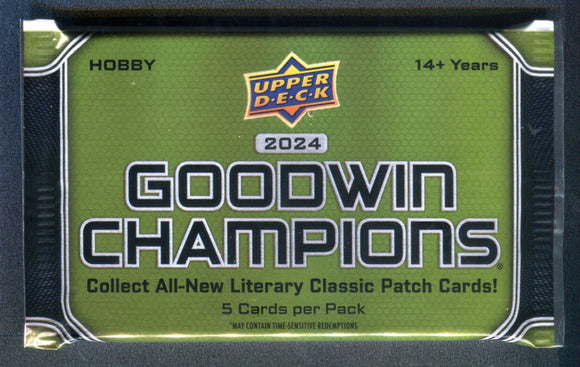 HOBBY
14+ Years
UPPER
D·E·C·K
2024
GOODWIN
CHAMPIONS®
Collect All-New Literary Classic Patch Cards!
5 Cards per Pack
*MAY CONTAIN TIME-SENSITIVE REDEMPTIONS